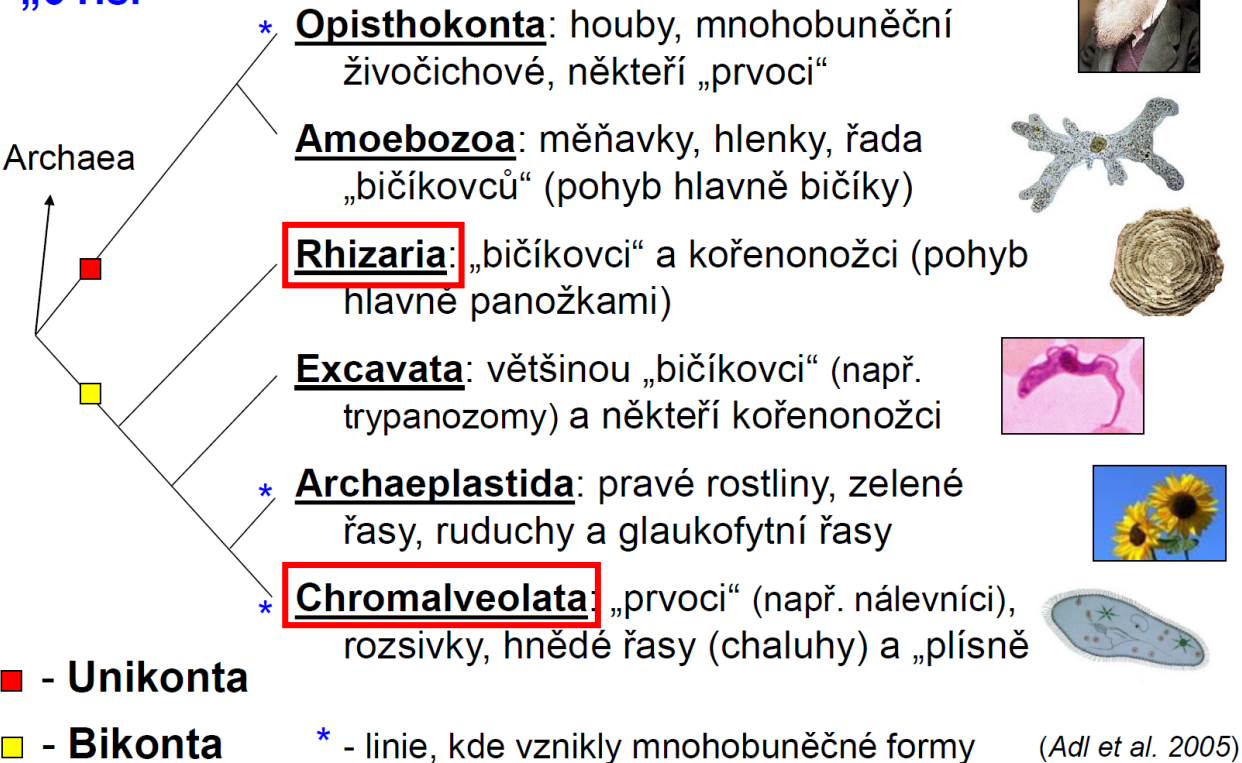 * Opisthokonta: houby, mnohobuněční
živočichové, někteří „prvoci“
Archaea
Amoebozoa: měňavky, hlenky, řada
„bičíkovců“ (pohyb hlavně bičíky)
Rhizaria: „bičíkovci“ a kořenonožci (pohyb
hlavně panožkami)
Excavata: většinou „bičíkovci“ (např.
trypanozomy) a někteří kořenonožci
* Archaeplastida: pravé rostliny, zelené
řasy, ruduchy a glaukofytní řasy
* Chromalveolata: „prvoci“ (např. nálevníci),
rozsivky, hnědé řasy (chaluhy) a „plísně
- Unikonta
- Bikonta
* - linie, kde vznikly mnohobuněčné formy
(Adl et al. 2005)